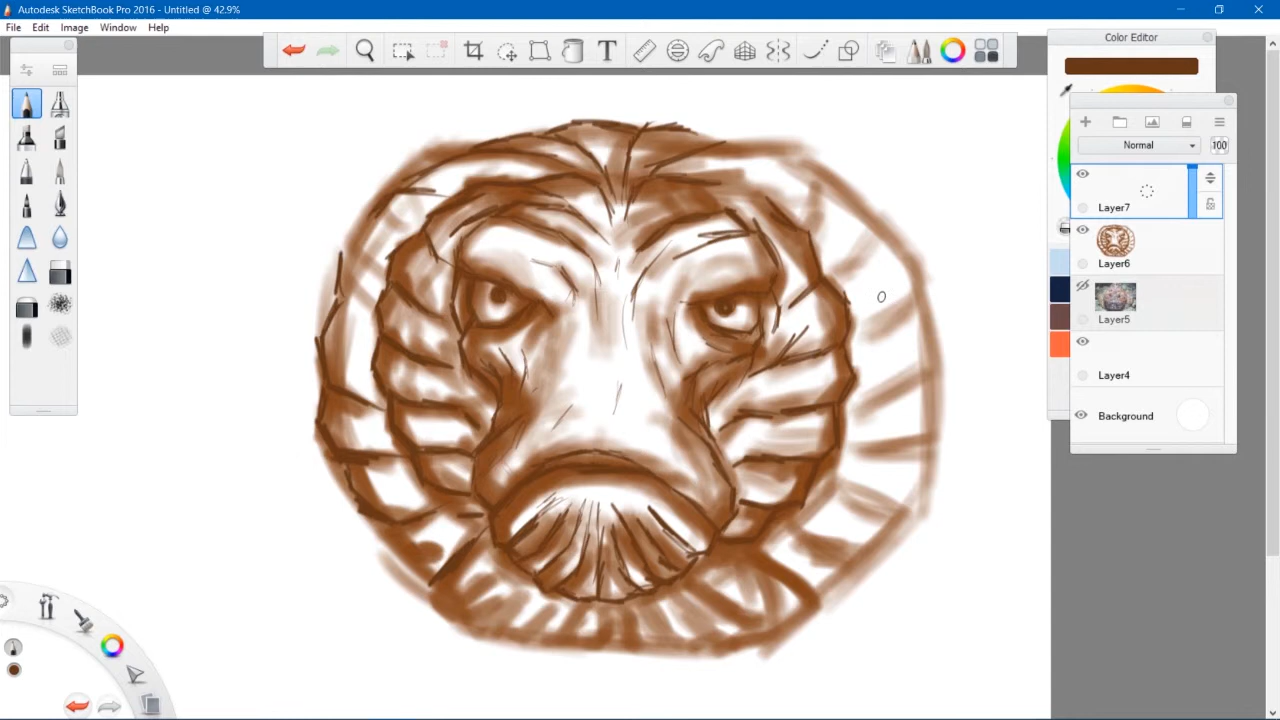 Autodesk SketchBook Pro 2016 - Untitled @ 42.9%
File Edit Image Window Help
T
Color Editor
Normal 100
Layer7
Layer6
Layer5
Layer4
Background